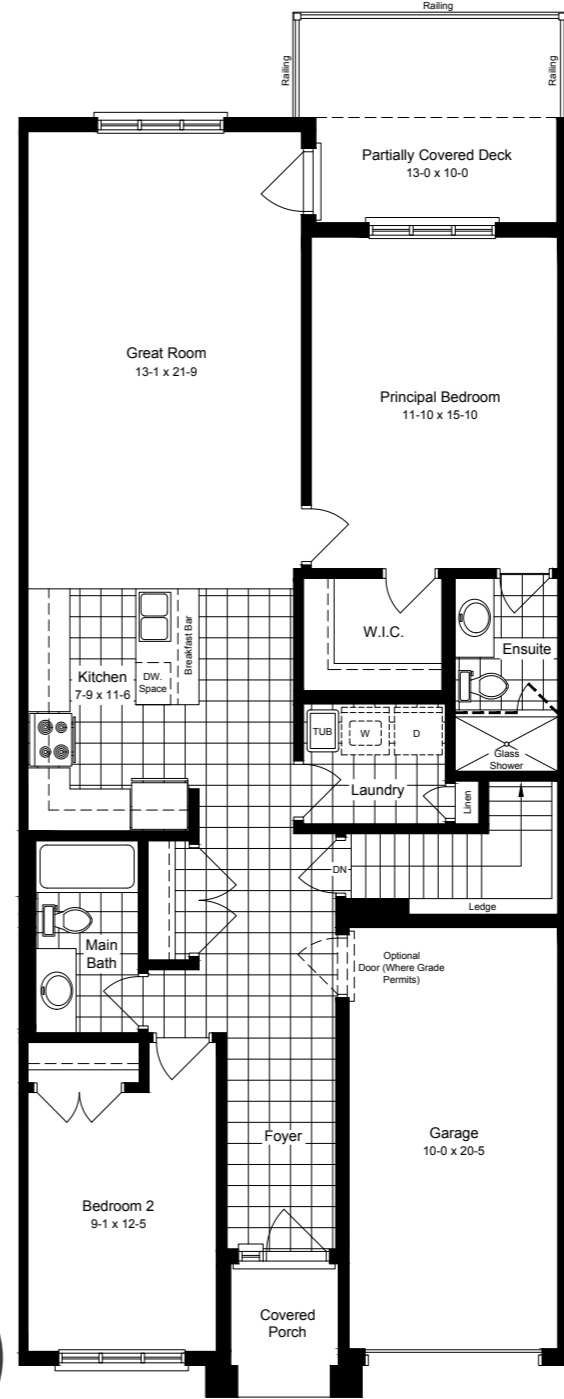 Railing
Railing
Railing
Partially Covered Deck
13-0 x 10-0
Great Room
13-1 x 21-9
Principal Bedroom
11-10 x 15-10
W.I.C.
Ensuite
Kitchen
7-9 x 11-6
DW.
Space
Breakfast Bar
TUB
W
D
Glass
Shower
Laundry
Linen
DN
Ledge
Main
Bath
Optional
Door (Where Grade
Permits)
Foyer
Garage
10-0 x 20-5
Bedroom 2
9-1 x 12-5
Covered
Porch